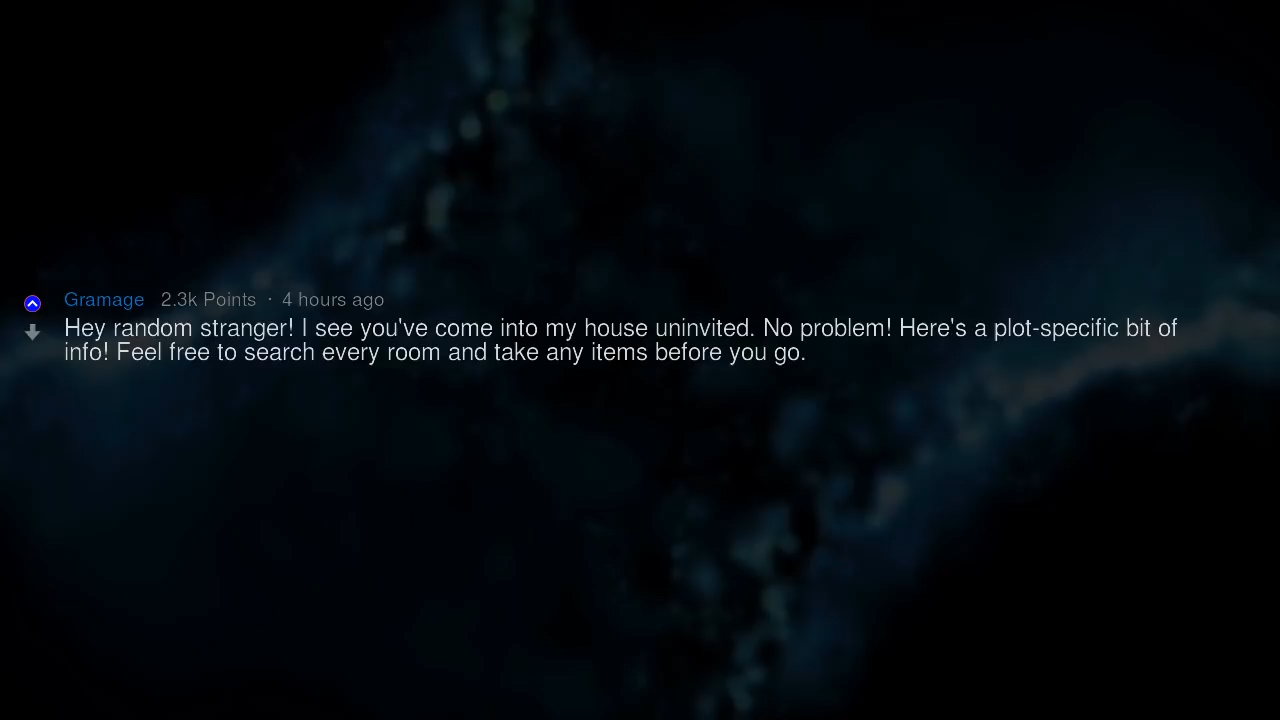 Gramage 2.3k Points · 4 hours ago
Hey random stranger! I see you've come into my house uninvited. No problem! Here's a plot-specific bit of
info! Feel free to search every room and take any items before you go.